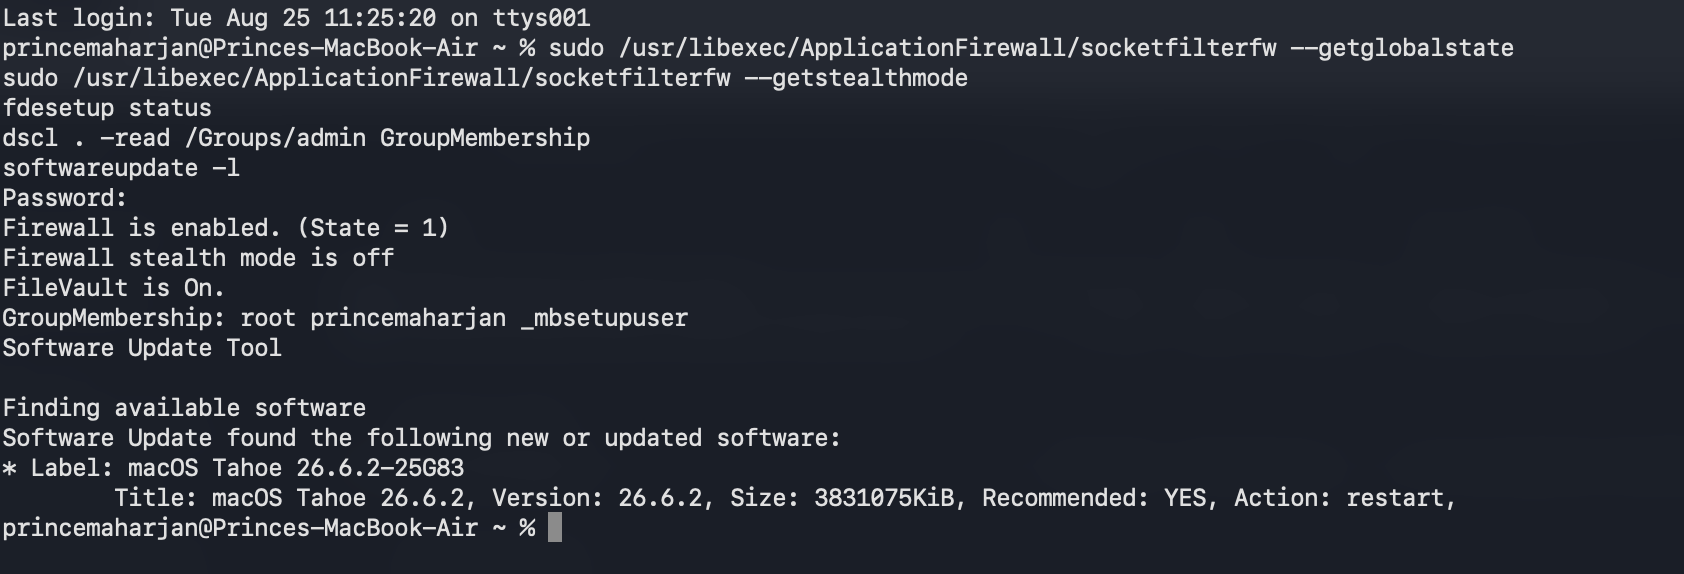 Last login: Tue Aug 25 11:25:20 on ttys001
princemaharjan@Princes-MacBook-Air ~ % sudo /usr/libexec/ApplicationFirewall/socketfilterfw --getglobalstate
sudo /usr/libexec/ApplicationFirewall/socketfilterfw --getstealthmode
fdesetup status
dscl . -read /Groups/admin GroupMembership
softwareupdate -l
Password:
Firewall is enabled. (State = 1)
Firewall stealth mode is off
FileVault is On.
GroupMembership: root princemaharjan _mbsetupuser
Software Update Tool

Finding available software
Software Update found the following new or updated software:
* Label: macOS Tahoe 26.6.2-25G83
	Title: macOS Tahoe 26.6.2, Version: 26.6.2, Size: 3831075KiB, Recommended: YES, Action: restart,
princemaharjan@Princes-MacBook-Air ~ %